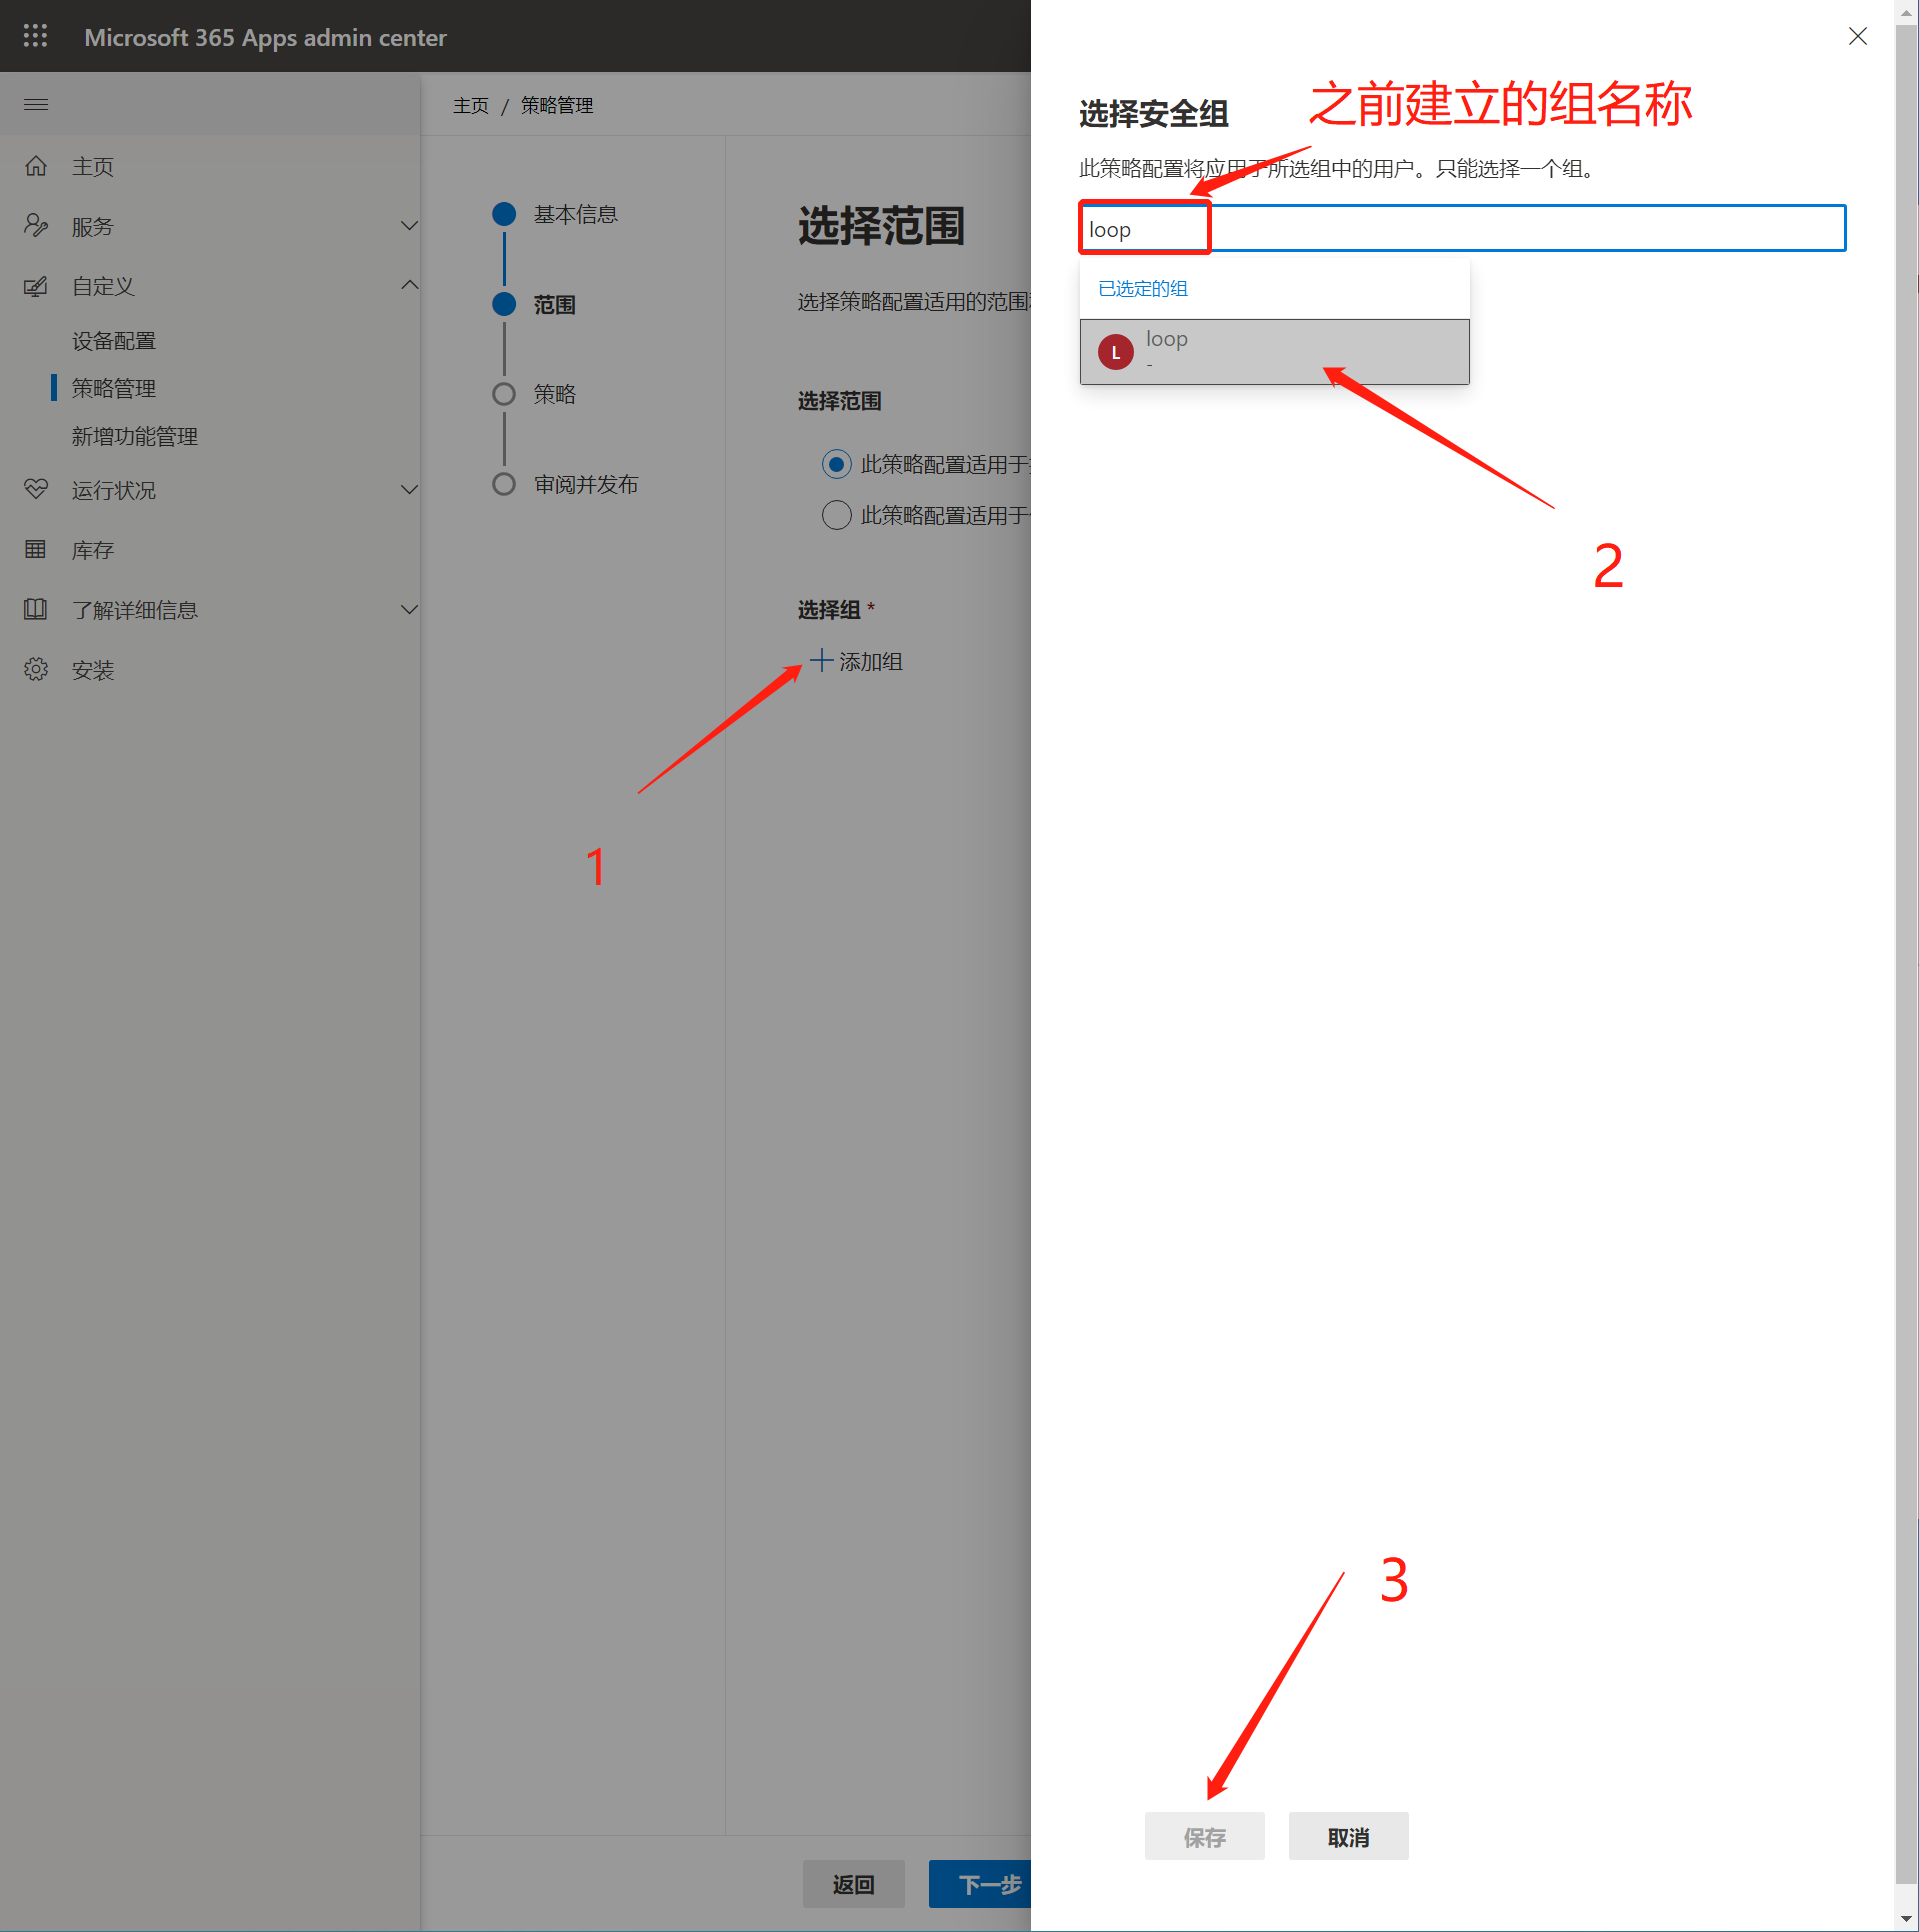 Microsoft 365 Apps admin center
主页
服务
自定义
设备配置
策略管理
新增功能管理
运行状况
库存
了解详细信息
安装
主页 / 策略管理
基本信息
范围
策略
审阅并发布
选择范围
选择策略配置适用的范围
选择范围
此策略配置适用于
此策略配置适用于
选择组 *
添加组
1
返回
下一步
选择安全组
之前建立的组名称
此策略配置将应用于所选组中的用户。只能选择一个组。
loop
已选定的组
L
loop
-
2
3
保存
取消